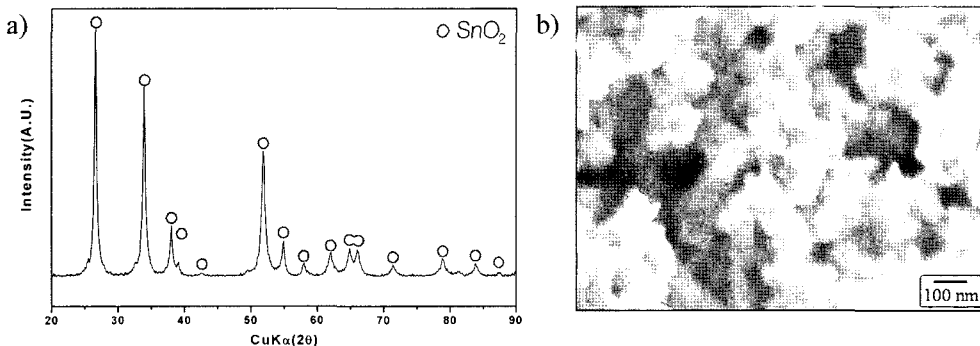 a)
○ SnO₂
Intensity(A.U.)
20 30 40 50 60 70 80 90
CuKα(2θ)
b)
100 nm